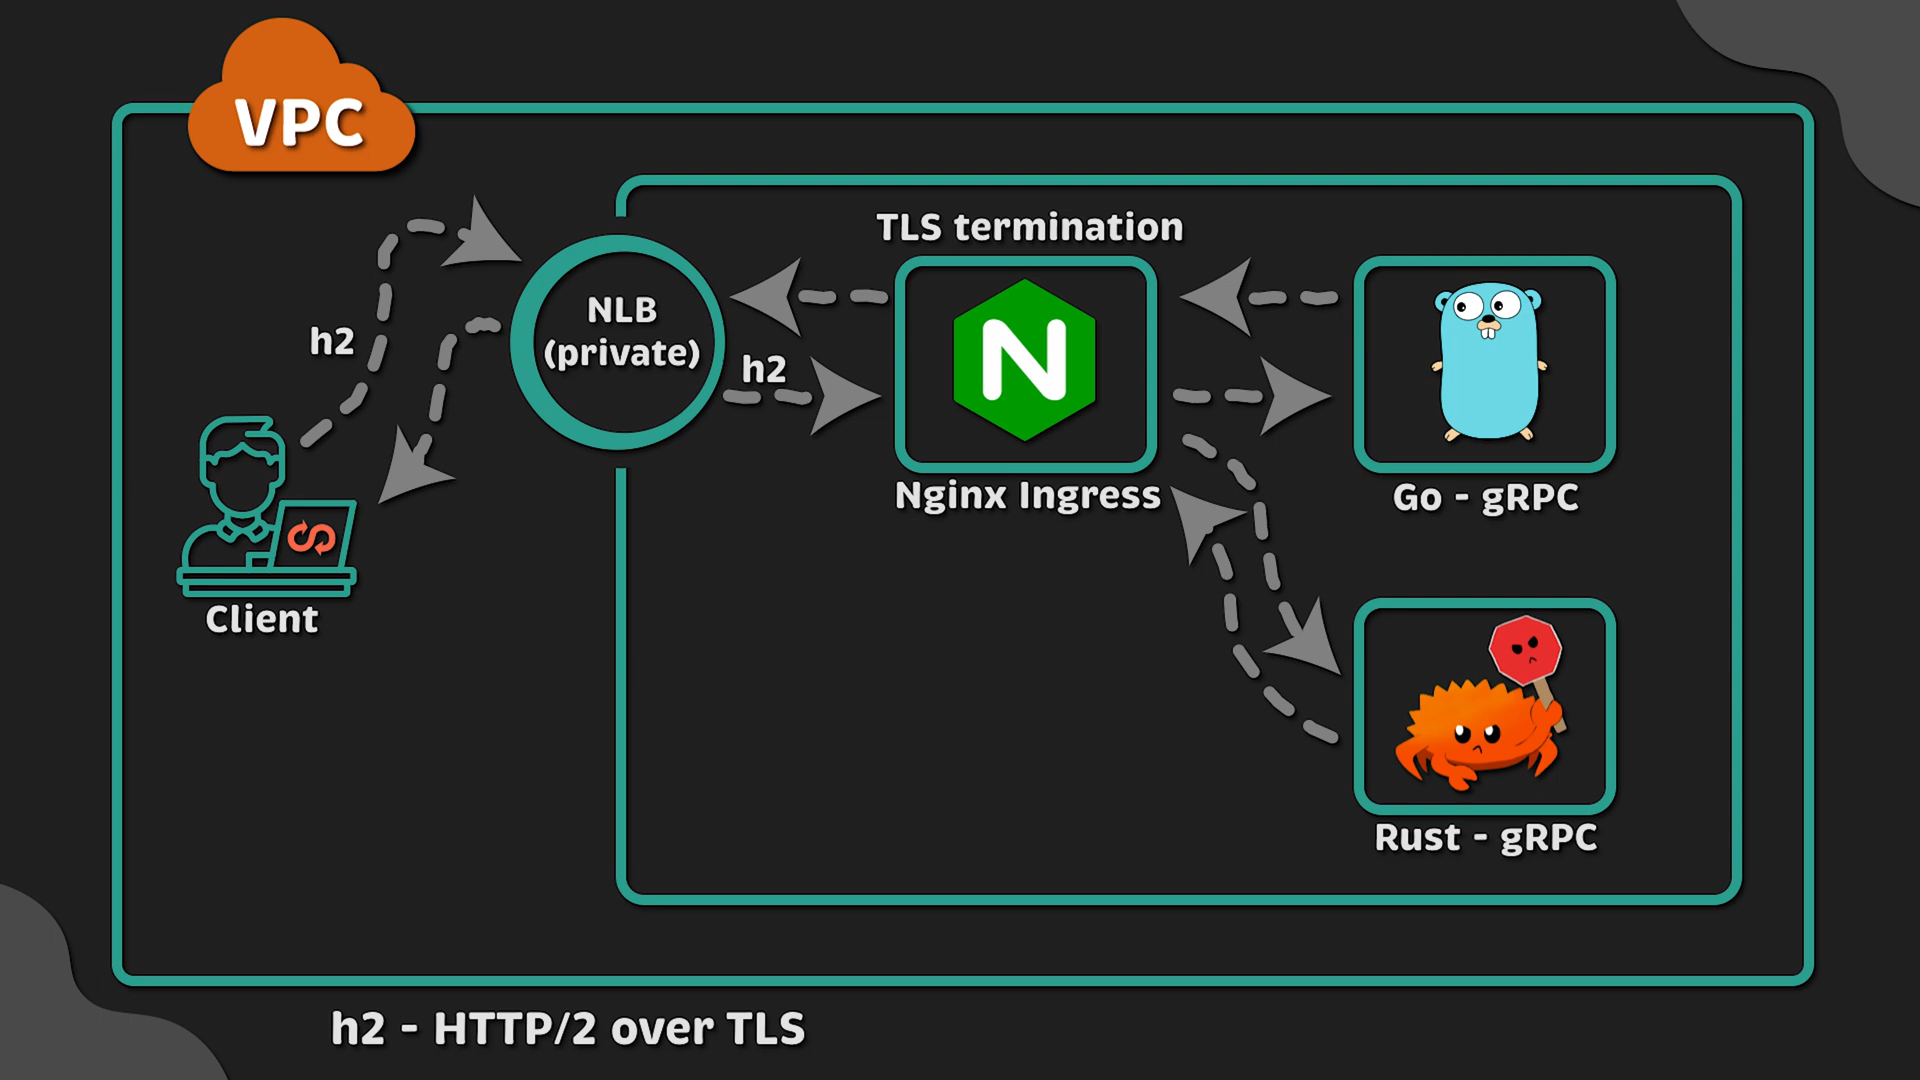 VPC
TLS termination
NLB
(private)
h2
h2
N
Nginx Ingress
Go - gRPC
Client
Rust - gRPC
h2 - HTTP/2 over TLS